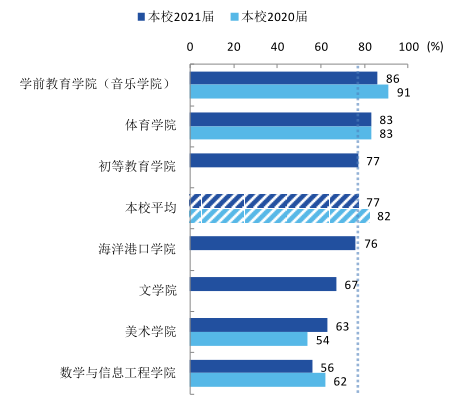 本校2021届 本校2020届
0 20 40 60 80 100 (%)
学前教育学院（音乐学院） 86
91
体育学院 83
83
初等教育学院 77
本校平均 77
82
海洋港口学院 76
文学院 67
美术学院 63
54
数学与信息工程学院 56
62